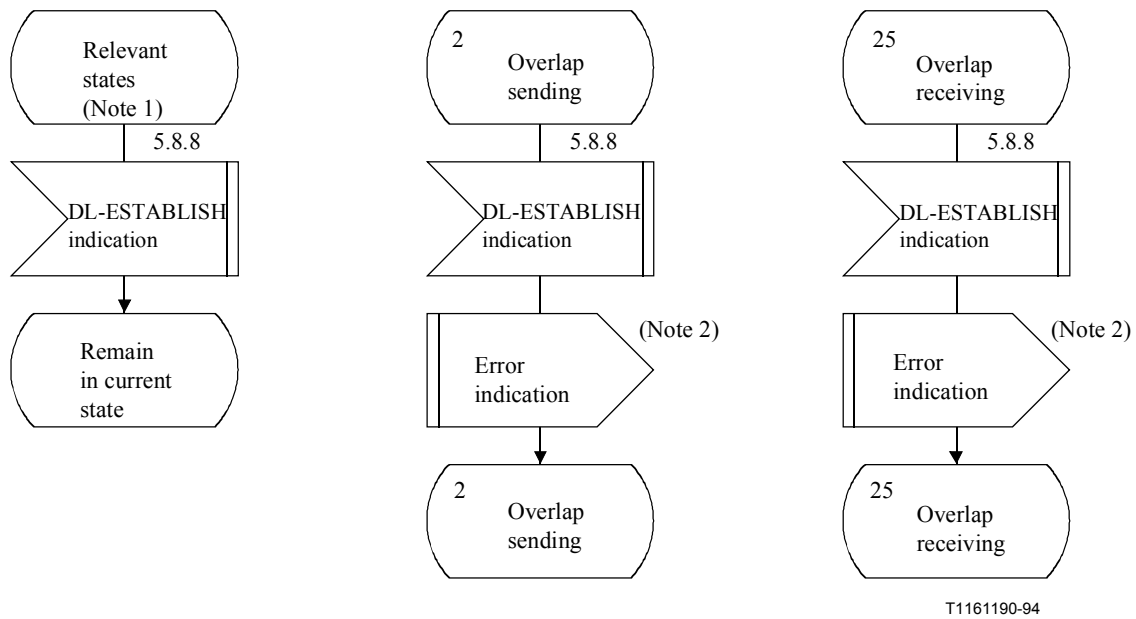 Relevant
states
(Note 1)
5.8.8
DL-ESTABLISH
indication
Remain
in current
state
2
Overlap
sending
5.8.8
DL-ESTABLISH
indication
(Note 2)
Error
indication
2
Overlap
sending
25
Overlap
receiving
5.8.8
DL-ESTABLISH
indication
(Note 2)
Error
indication
25
Overlap
receiving
T1161190-94